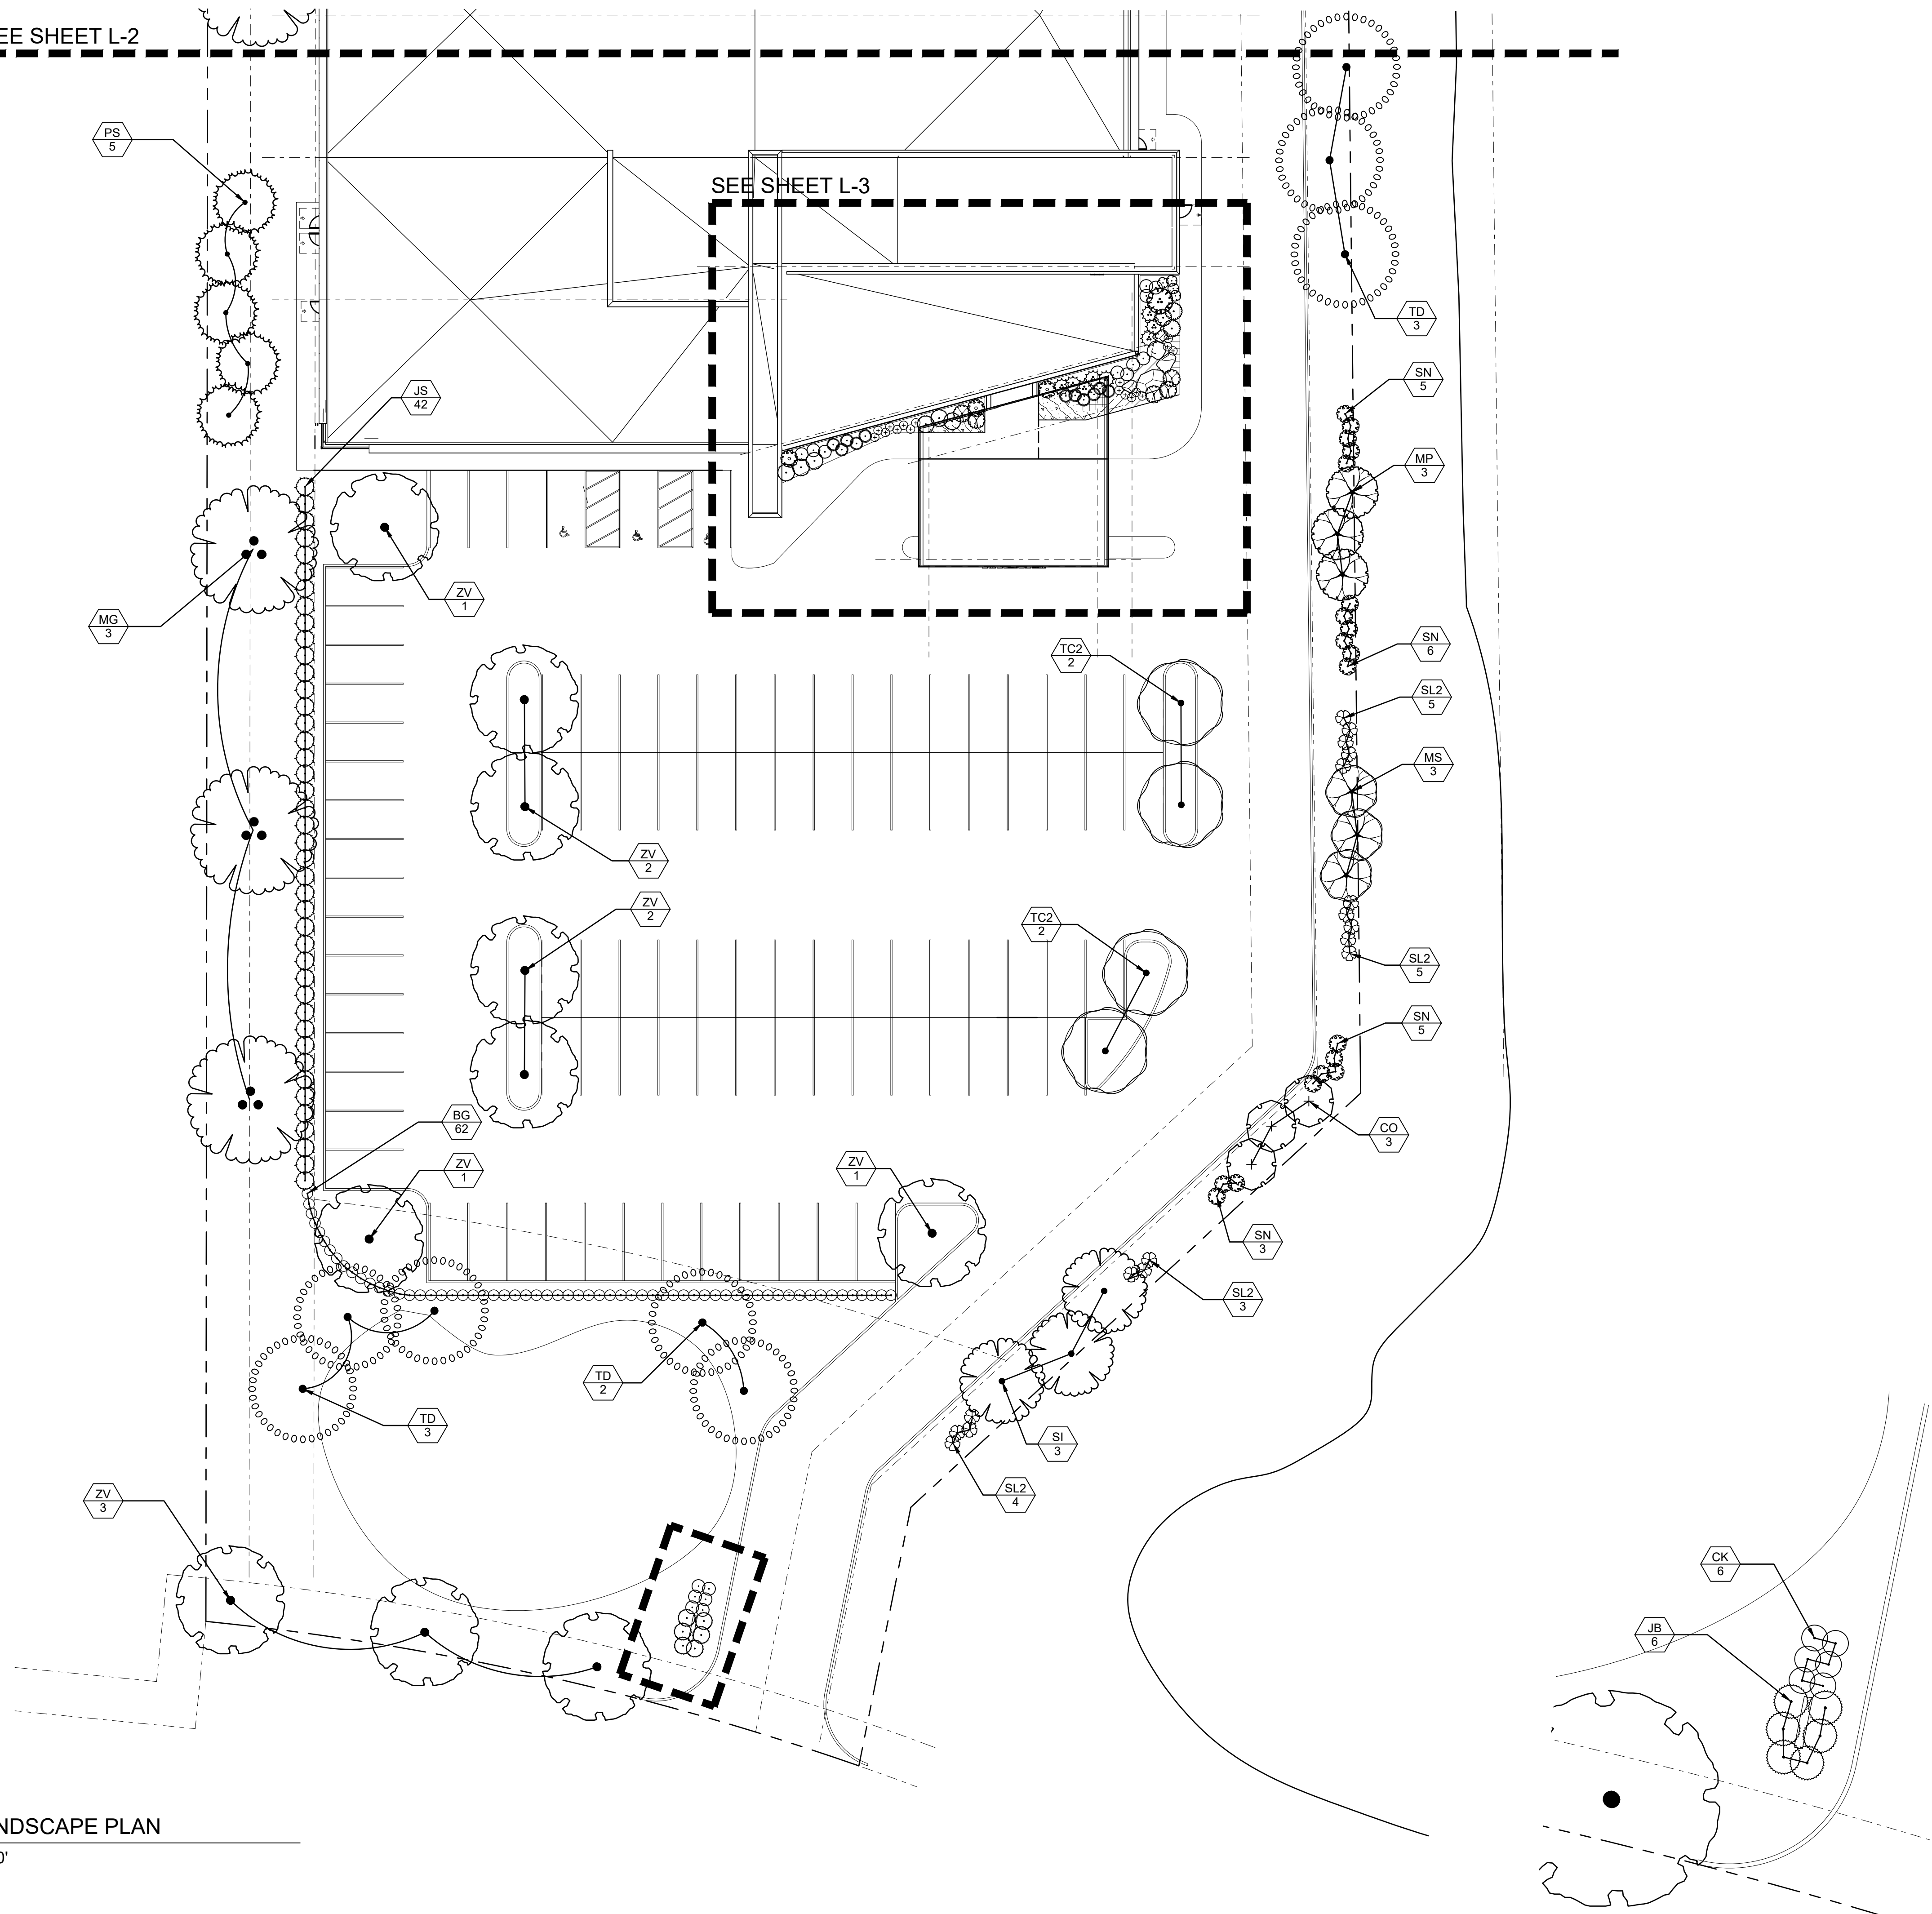 EE SHEET L-2
PS
5
SEE SHEET L-3
TD
3
JS
42
SN
5
MP
3
ZV
1
MG
3
SN
6
TC2
2
SL2
5
MS
3
ZV
2
ZV
2
TC2
2
SL2
5
SN
5
BG
62
CO
3
ZV
1
ZV
1
SN
3
SL2
3
TD
2
TD
3
SI
3
SL2
4
ZV
3
CK
6
JB
6
NDSCAPE PLAN
0'